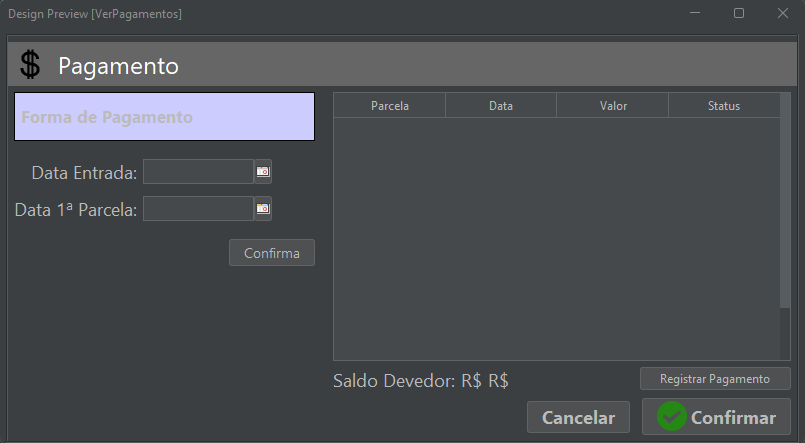 Design Preview [VerPagamentos]
$ Pagamento
Forma de Pagamento
Data Entrada:
Data 1ª Parcela:
Confirma
Parcela Data Valor Status
Saldo Devedor: R$ R$
Registrar Pagamento
Cancelar
Confirmar